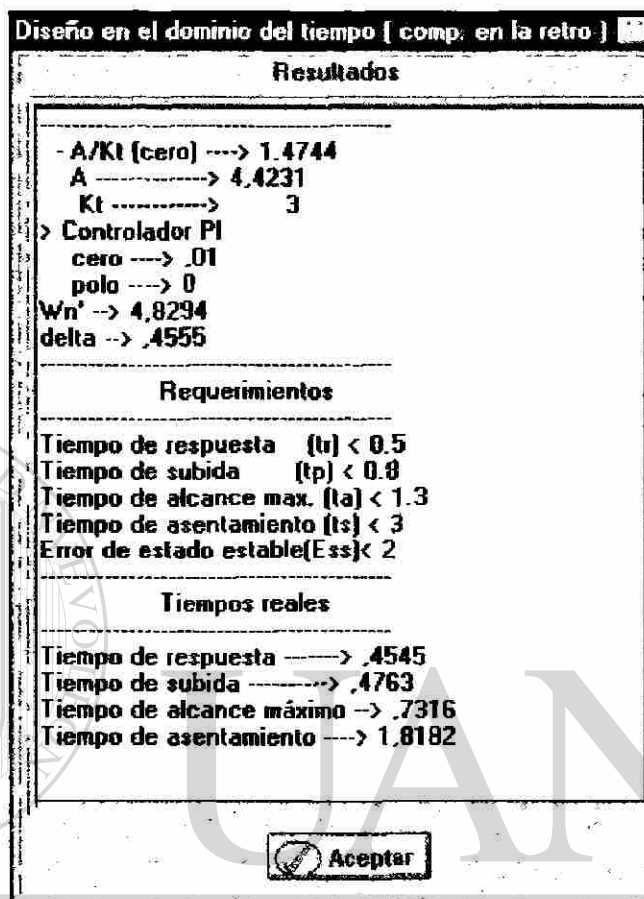 Diseño en el dominio del tiempo ( comp. en la retro )
Resultados
- A/Kt (cero) ----> 1.4744
A --------------> 4,4231
Kt ------------> 3
> Controlador PI
cero ----> .01
polo ----> 0
Wn' --> 4,8294
delta --> ,4555
Requerimientos
Tiempo de respuesta (tr) < 0.5
Tiempo de subida (tp) < 0.8
Tiempo de alcance max. (ta) < 1.3
Tiempo de asentamiento (ts) < 3
Error de estado estable(Ess)< 2
Tiempos reales
Tiempo de respuesta -------> ,4545
Tiempo de subida ----------> ,4763
Tiempo de alcance máximo --> ,7316
Tiempo de asentamiento ----> 1,8182
UAN
Aceptar